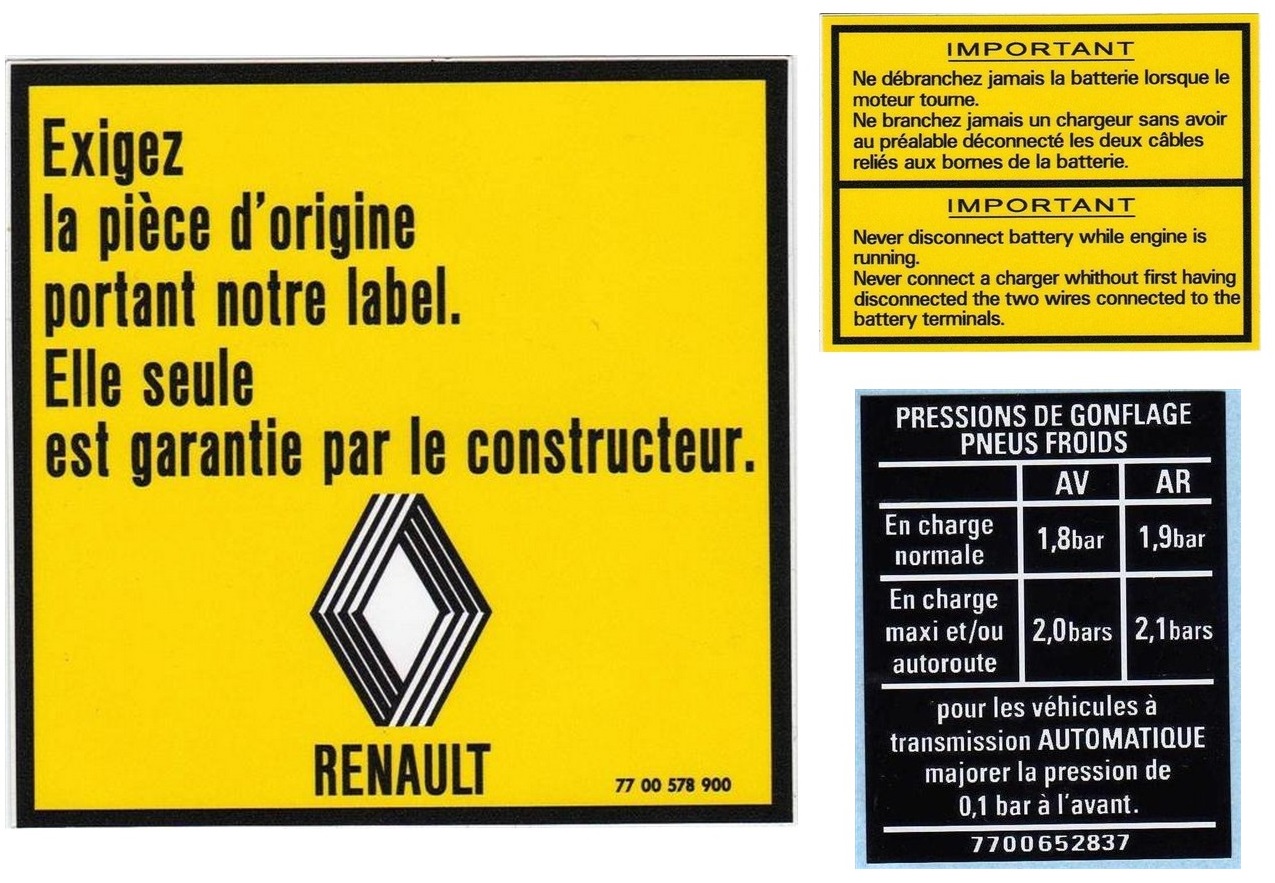 Exigez
la pièce d'origine
portant notre label.
Elle seule
est garantie par le constructeur.
RENAULT
77 00 578 900
IMPORTANT
Ne débranchez jamais la batterie lorsque le
moteur tourne.
Ne branchez jamais un chargeur sans avoir
au préalable déconnecté les deux câbles
reliés aux bornes de la batterie.
IMPORTANT
Never disconnect battery while engine is
running.
Never connect a charger whithout first having
disconnected the two wires connected to the
battery terminals.
PRESSIONS DE GONFLAGE
PNEUS FROIDS
AV AR
En charge
normale 1,8bar 1,9bar
En charge
maxi et/ou 2,0bars 2,1bars
autoroute
pour les véhicules à
transmission AUTOMATIQUE
majorer la pression de
0,1 bar à l'avant.
7700652837